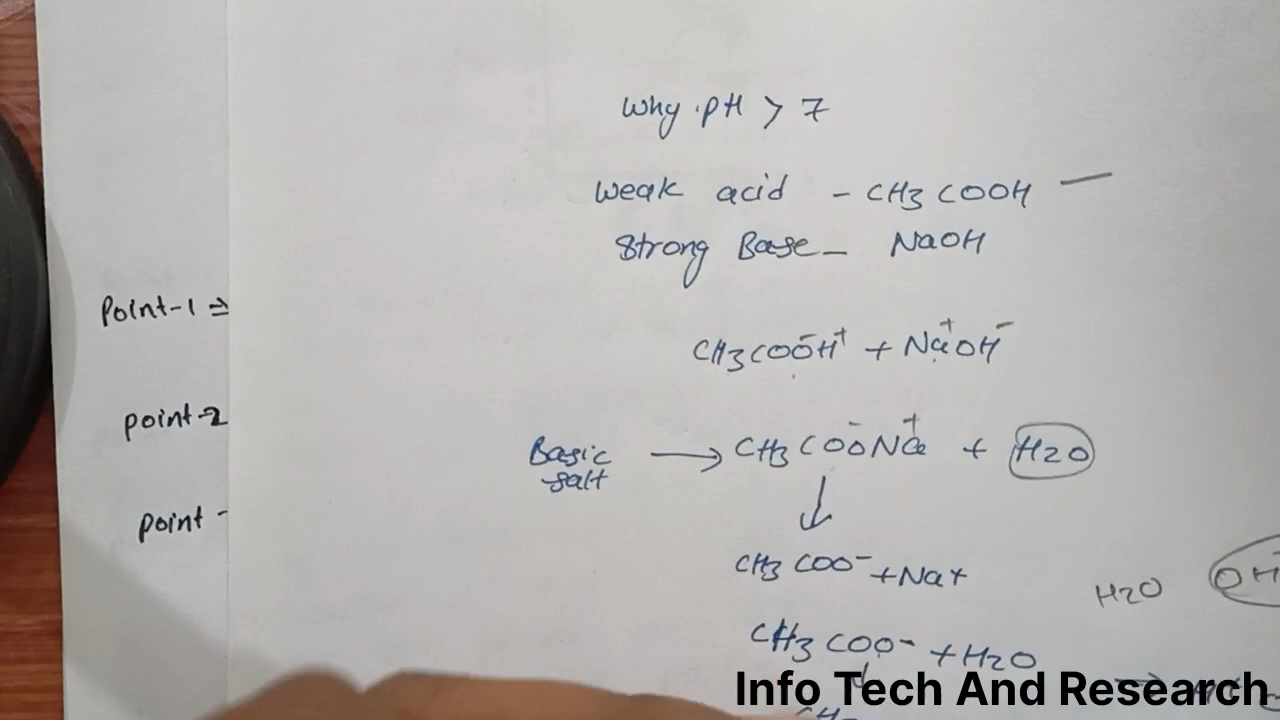 Why pH > 7
Weak acid - CH3COOH —
Strong Base - NaOH
Point-1 ⇒
CH3COO⁻H⁺ + Na⁺OH⁻
point-2
Basic salt → CH3COO⁻Na⁺ + H2O
↓
point -
CH3COO⁻ + Na+
H2O OH⁻
CH3COO⁻ + H2O
Info Tech And Research